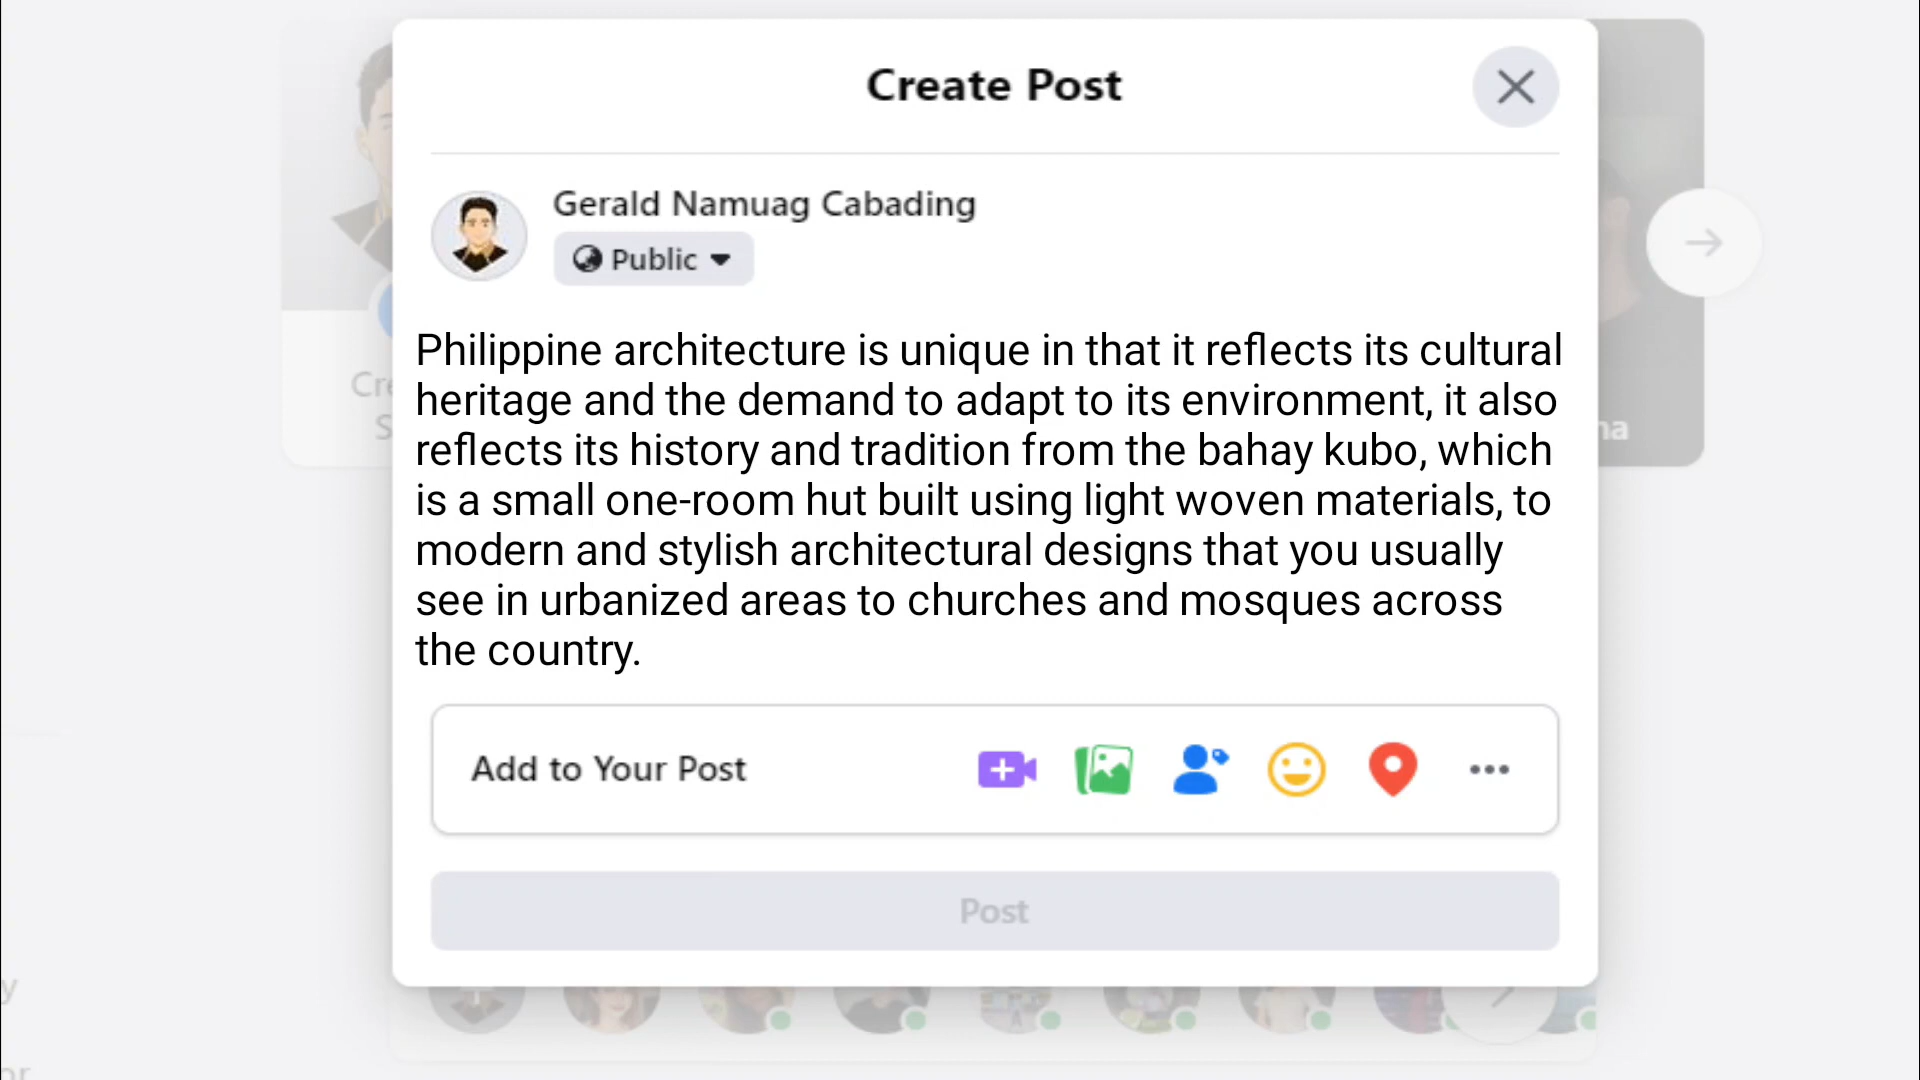 Create Post
Gerald Namuag Cabading
Public
Philippine architecture is unique in that it reflects its cultural
heritage and the demand to adapt to its environment, it also
reflects its history and tradition from the bahay kubo, which
is a small one-room hut built using light woven materials, to
modern and stylish architectural designs that you usually
see in urbanized areas to churches and mosques across
the country.
Add to Your Post
Post